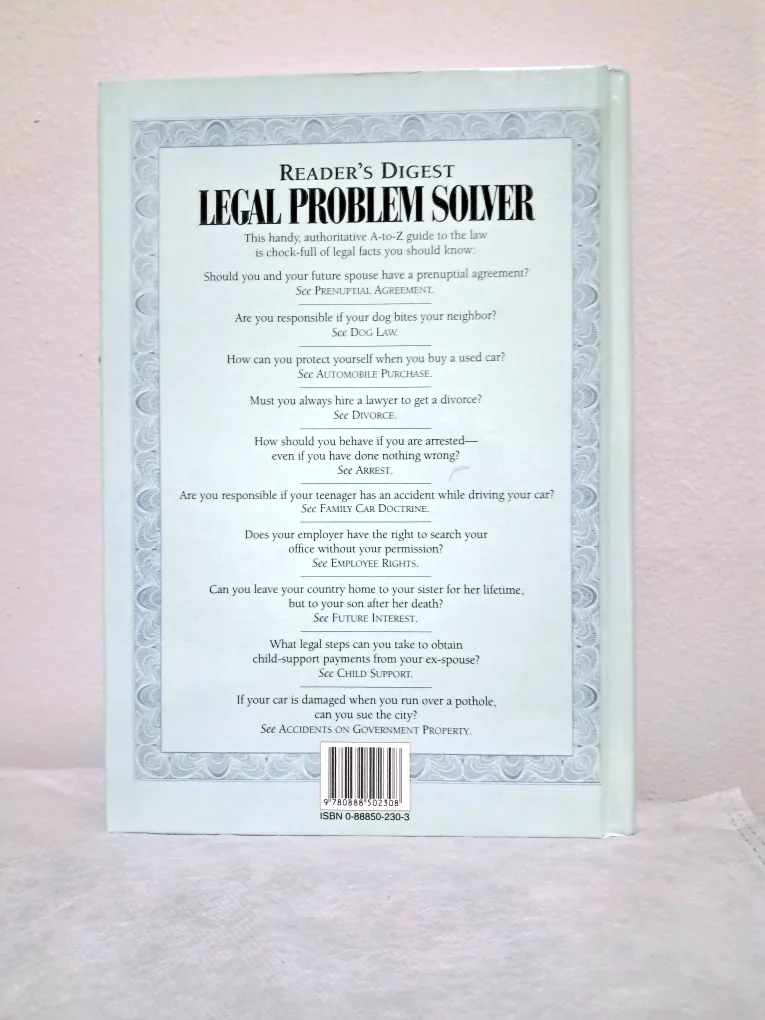 READER'S DIGEST
LEGAL PROBLEM SOLVER
This handy, authoritative A-to-Z guide to the law
is chock-full of legal facts you should know:
Should you and your future spouse have a prenuptial agreement?
See PRENUPTIAL AGREEMENT.
Are you responsible if your dog bites your neighbor?
See DOG LAW.
How can you protect yourself when you buy a used car?
See AUTOMOBILE PURCHASE.
Must you always hire a lawyer to get a divorce?
See DIVORCE.
How should you behave if you are arrested—
even if you have done nothing wrong?
See ARREST.
Are you responsible if your teenager has an accident while driving your car?
See FAMILY CAR DOCTRINE.
Does your employer have the right to search your
office without your permission?
See EMPLOYEE RIGHTS.
Can you leave your country home to your sister for her lifetime,
but to your son after her death?
See FUTURE INTEREST.
What legal steps can you take to obtain
child-support payments from your ex-spouse?
See CHILD SUPPORT.
If your car is damaged when you run over a pothole,
can you sue the city?
See ACCIDENTS ON GOVERNMENT PROPERTY.
9 780888 502308
ISBN 0-88850-230-3